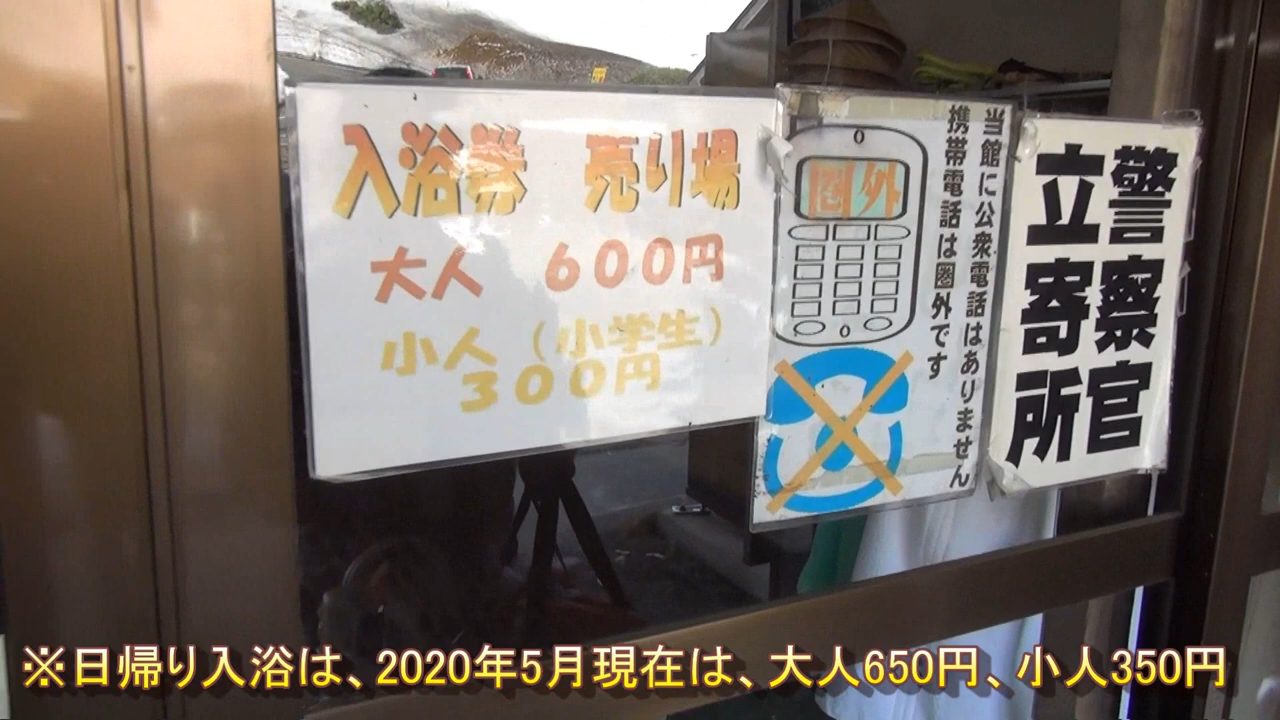 入浴券 売り場
大人 600円
小人（小学生）
300円
圏外
当館に公衆電話はありません
携帯電話は圏外です
警察官
立寄所
※日帰り入浴は、2020年5月現在は、大人650円、小人350円